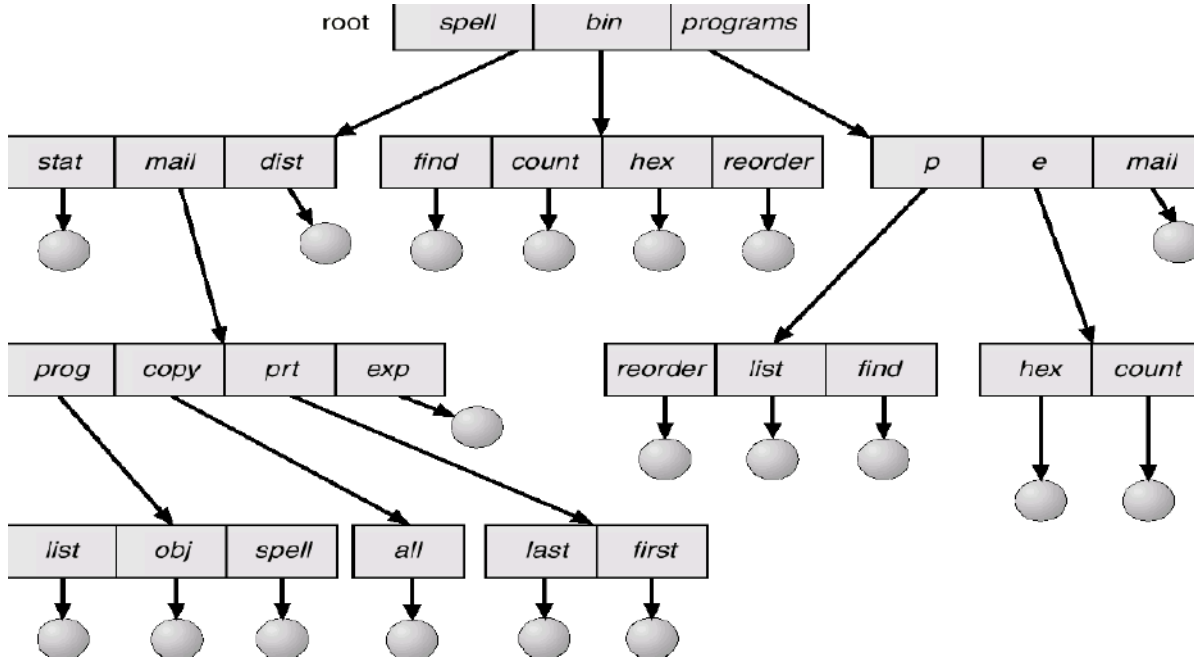 root spell bin programs
stat mail dist find count hex reorder p e mail
prog copy prt exp reorder list find hex count
list obj spell all last first